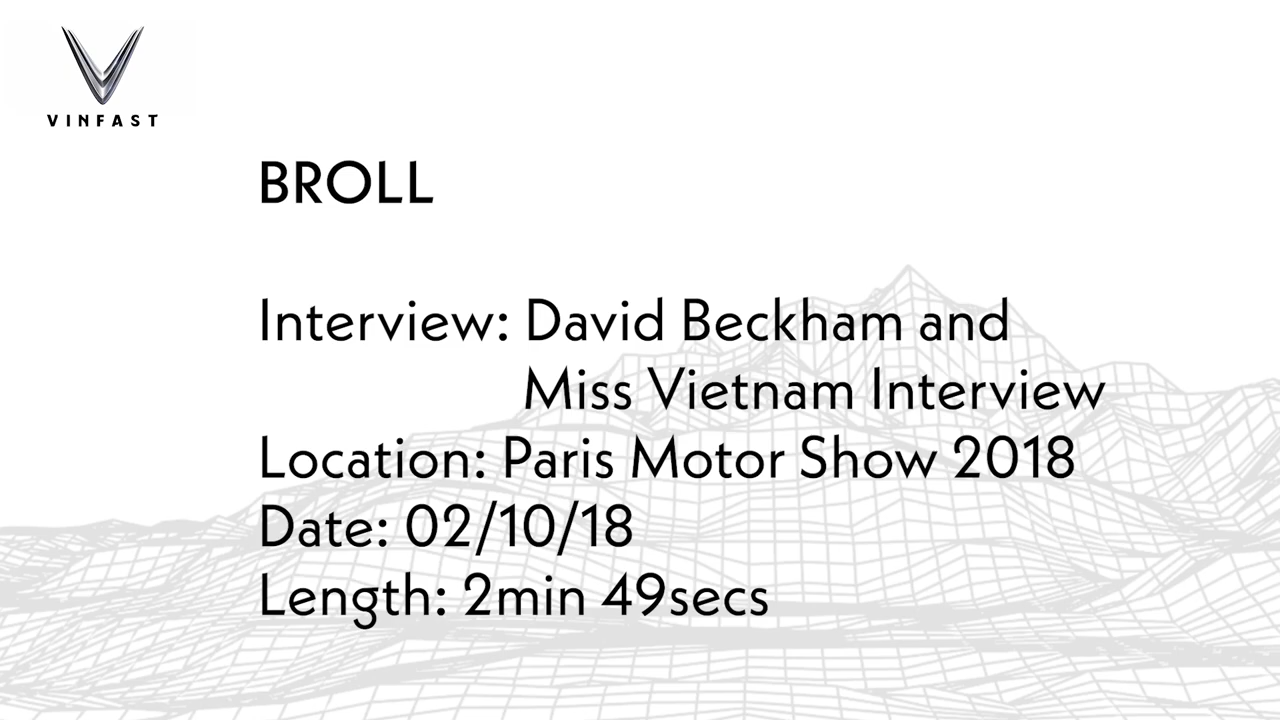 VINFAST
BROLL
Interview: David Beckham and
Miss Vietnam Interview
Location: Paris Motor Show 2018
Date: 02/10/18
Length: 2min 49secs